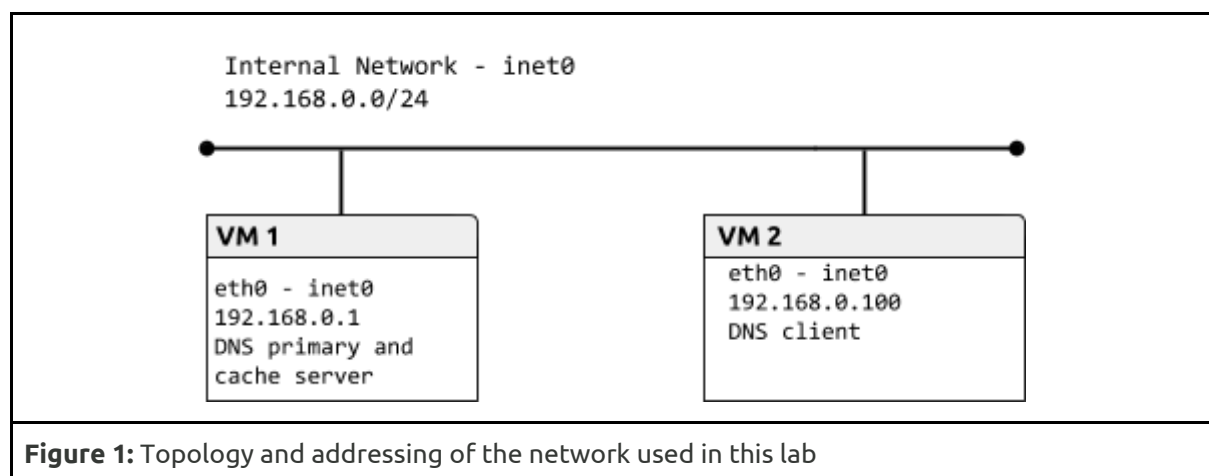 Internal Network - inet0
192.168.0.0/24
VM 1
eth0 - inet0
192.168.0.1
DNS primary and
cache server
VM 2
eth0 - inet0
192.168.0.100
DNS client
Figure 1: Topology and addressing of the network used in this lab